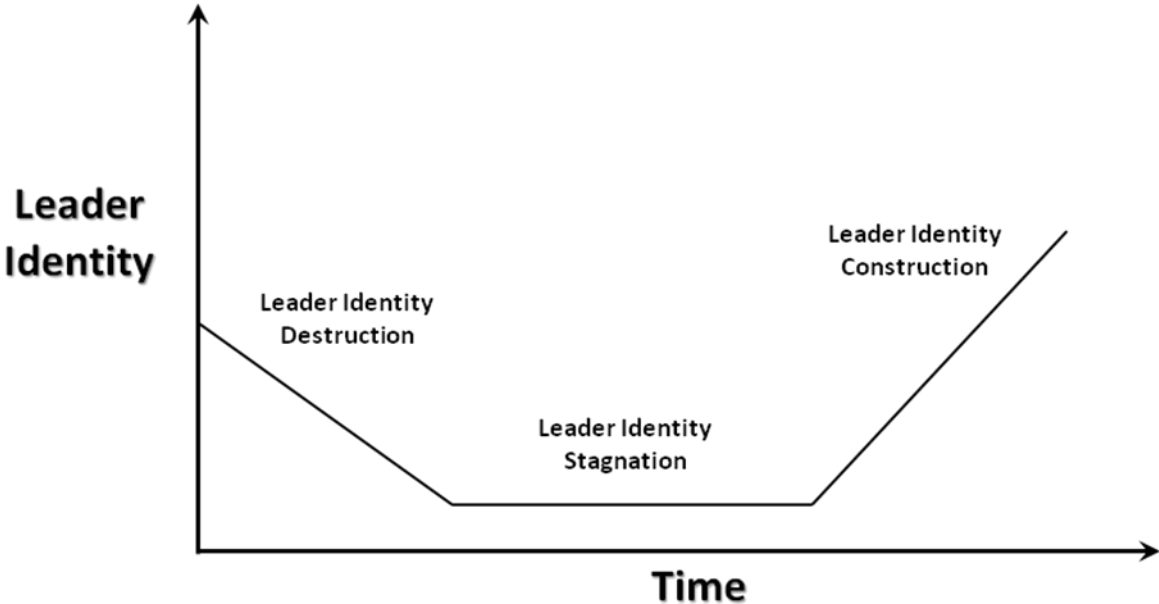 Leader
Identity
Leader Identity
Destruction
Leader Identity
Stagnation
Leader Identity
Construction
Time